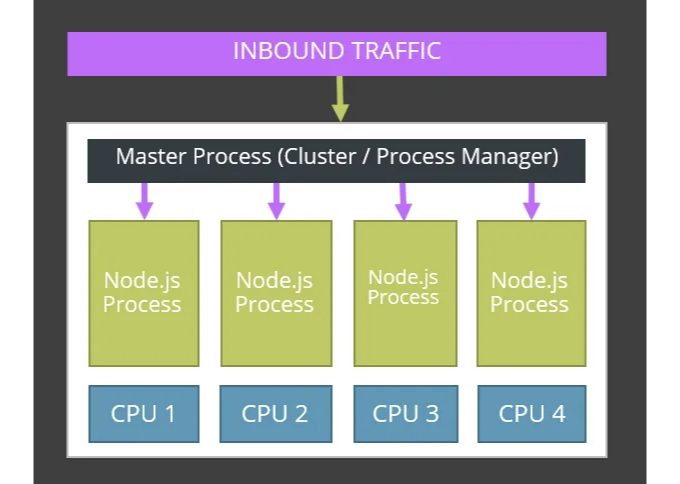 INBOUND TRAFFIC
Master Process (Cluster / Process Manager)
Node.js
Process
Node.js
Process
Node.js
Process
Node.js
Process
CPU 1
CPU 2
CPU 3
CPU 4